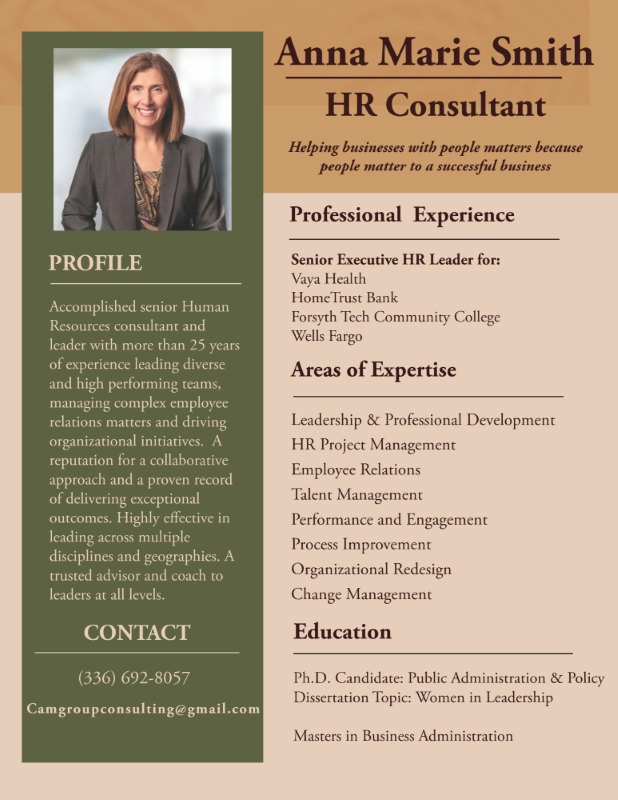 Anna Marie Smith
HR Consultant
Helping businesses with people matters because
people matter to a successful business
PROFILE
Accomplished senior Human
Resources consultant and
leader with more than 25 years
of experience leading diverse
and high performing teams,
managing complex employee
relations matters and driving
organizational initiatives. A
reputation for a collaborative
approach and a proven record
of delivering exceptional
outcomes. Highly effective in
leading across multiple
disciplines and geographies. A
trusted advisor and coach to
leaders at all levels.
CONTACT
(336) 692-8057
Camgroupconsulting@gmail.com
Professional Experience
Senior Executive HR Leader for:
Vaya Health
HomeTrust Bank
Forsyth Tech Community College
Wells Fargo
Areas of Expertise
Leadership & Professional Development
HR Project Management
Employee Relations
Talent Management
Performance and Engagement
Process Improvement
Organizational Redesign
Change Management
Education
Ph.D. Candidate: Public Administration & Policy
Dissertation Topic: Women in Leadership
Masters in Business Administration